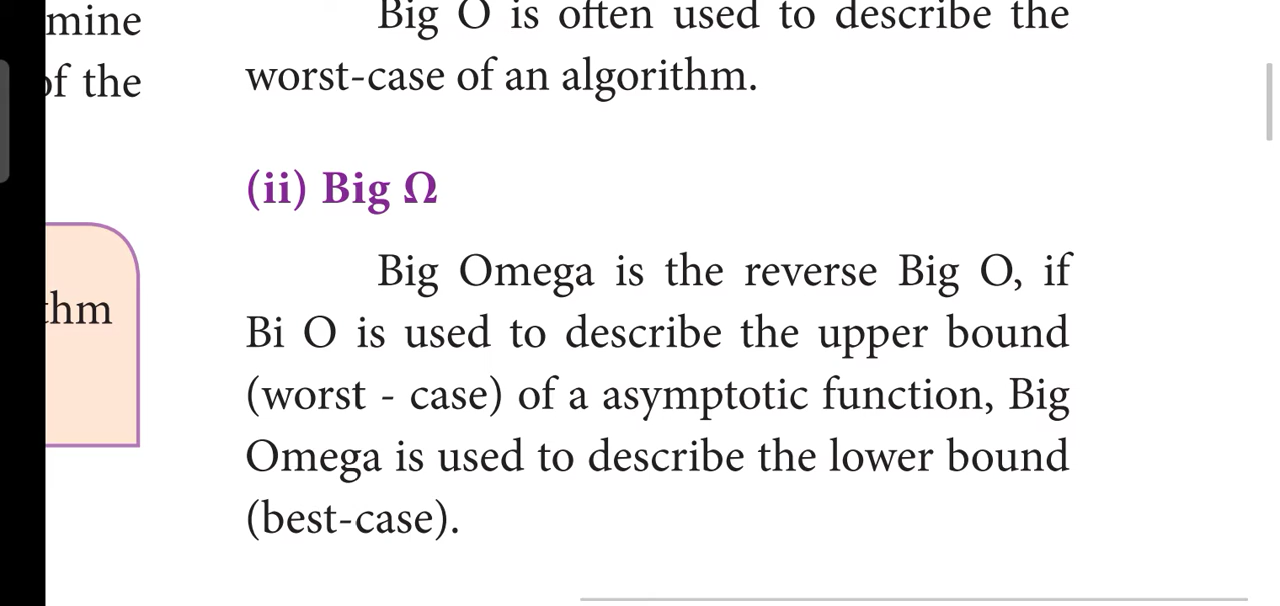 mine
of the
thm
Big O is often used to describe the
worst-case of an algorithm.
(ii) Big Ω
Big Omega is the reverse Big O, if
Bi O is used to describe the upper bound
(worst - case) of a asymptotic function, Big
Omega is used to describe the lower bound
(best-case).